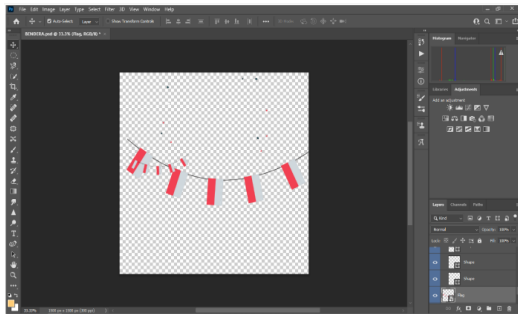 Ps File Edit Image Layer Type Select Filter 3D View Window Help
Auto-Select: Layer Show Transform Controls
BENDERA.psd @ 33,3% (flag, RGB/8) *
Histogram Navigator
Libraries Adjustments
Add an adjustment
Layers Channels Paths
Kind
Normal Opacity: 100%
Lock: Fill: 100%
Shape
Shape
flag